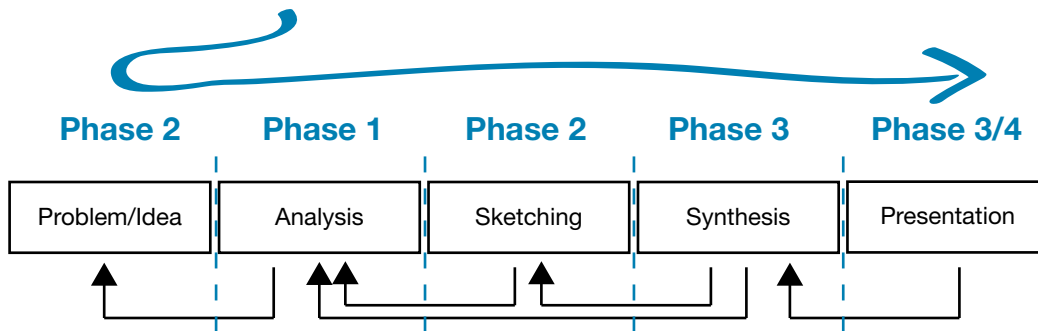 Phase 2 Phase 1 Phase 2 Phase 3 Phase 3/4
Problem/Idea Analysis Sketching Synthesis Presentation